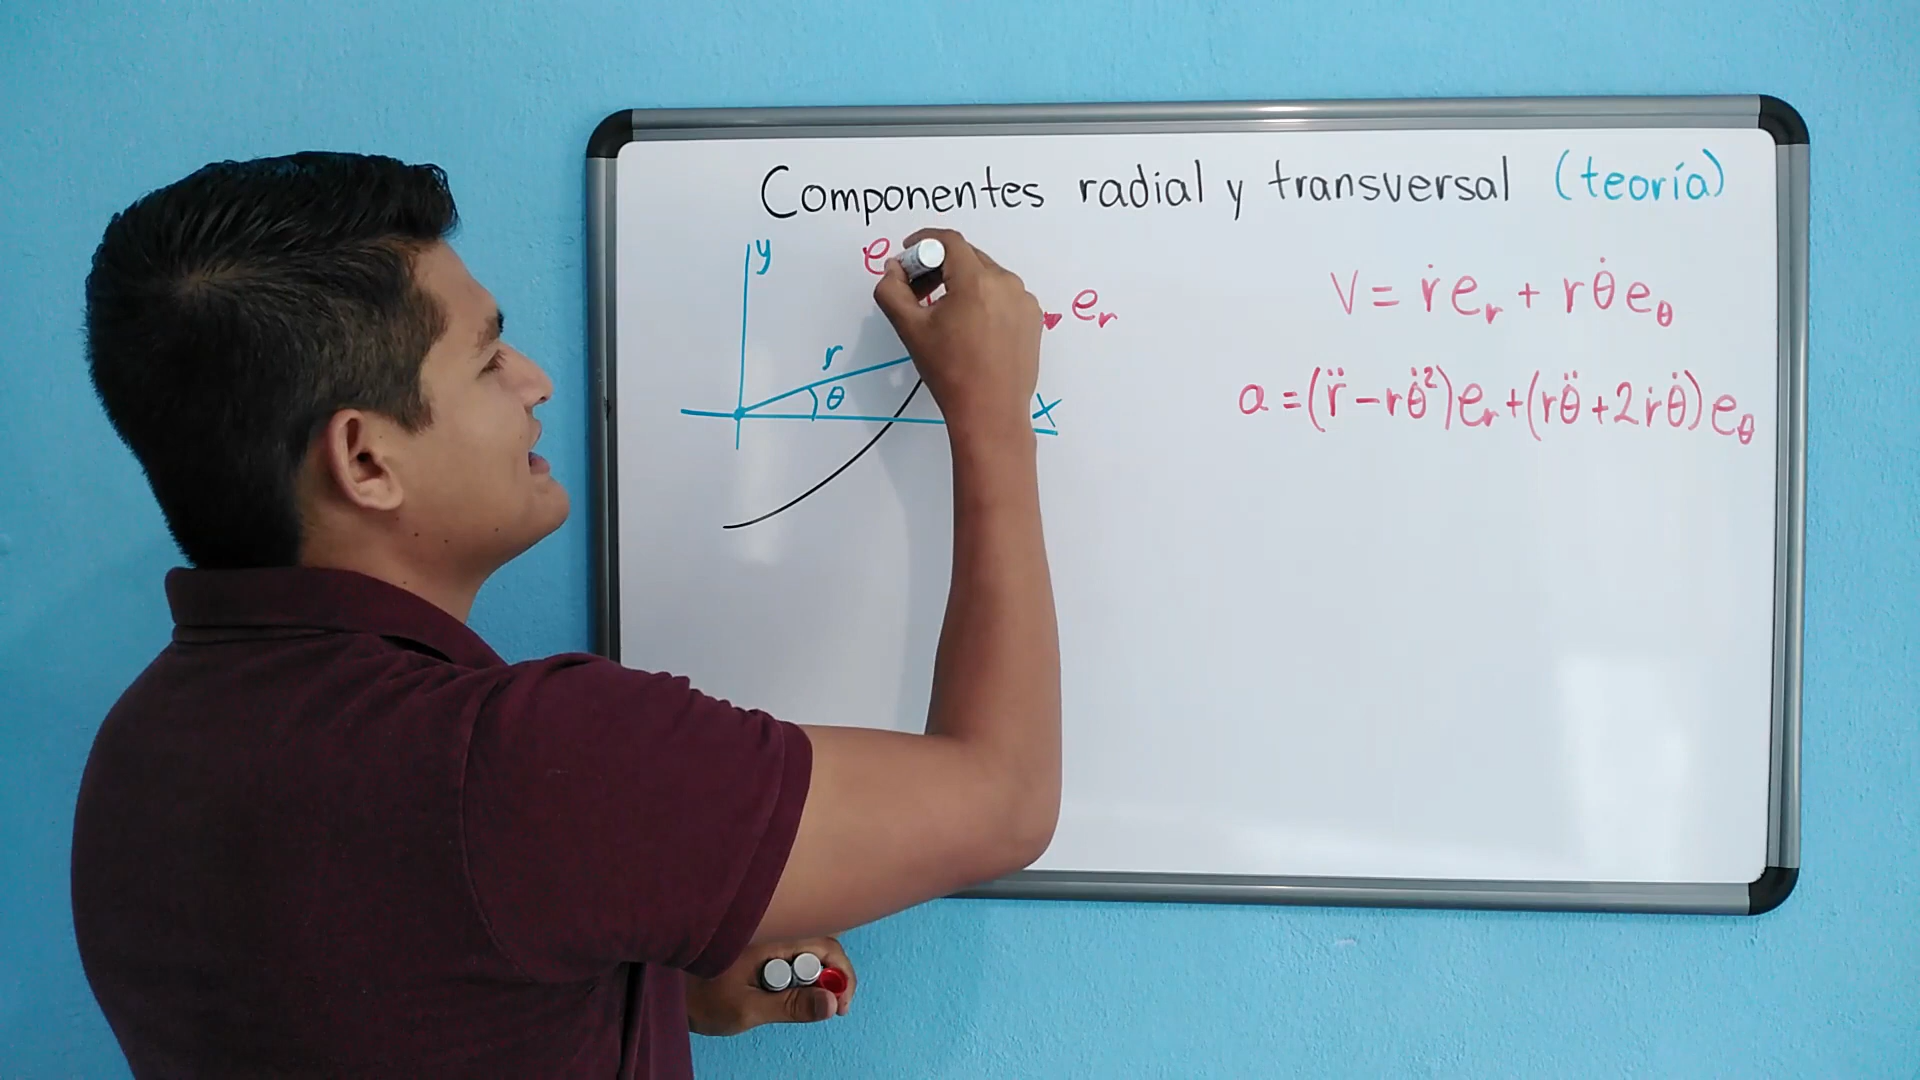 Componentes radial y transversal (teoría)
y
e
e_r
r
θ
x
V = ṙe_r + rθ̇e_θ
a = (r̈ - rθ̇²)e_r + (rθ̈ + 2ṙθ̇)e_θ